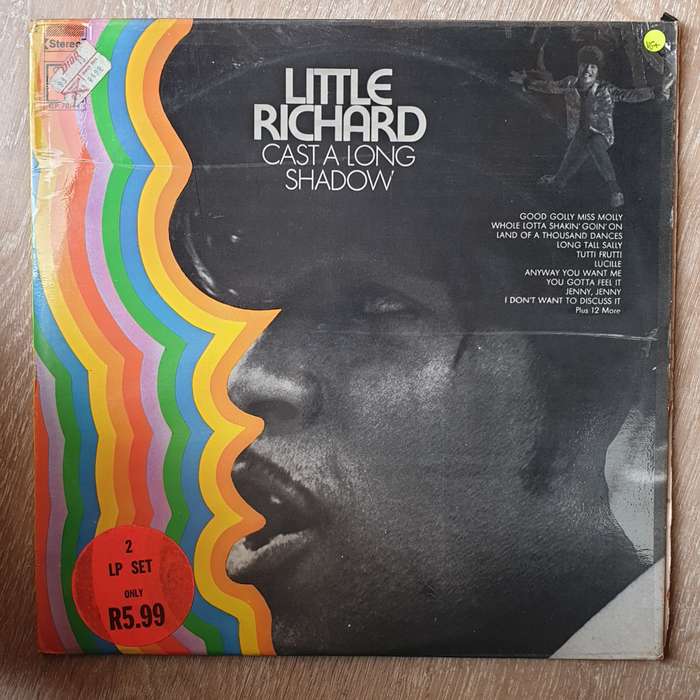 Stereo
LITTLE
RICHARD
CAST A LONG
SHADOW
GOOD GOLLY MISS MOLLY
WHOLE LOTTA SHAKIN' GOIN' ON
LAND OF A THOUSAND DANCES
LONG TALL SALLY
TUTTI FRUTTI
LUCILLE
ANYWAY YOU WANT ME
YOU GOTTA FEEL IT
JENNY, JENNY
I DON'T WANT TO DISCUSS IT
Plus 12 More
2
LP SET
ONLY
R5.99